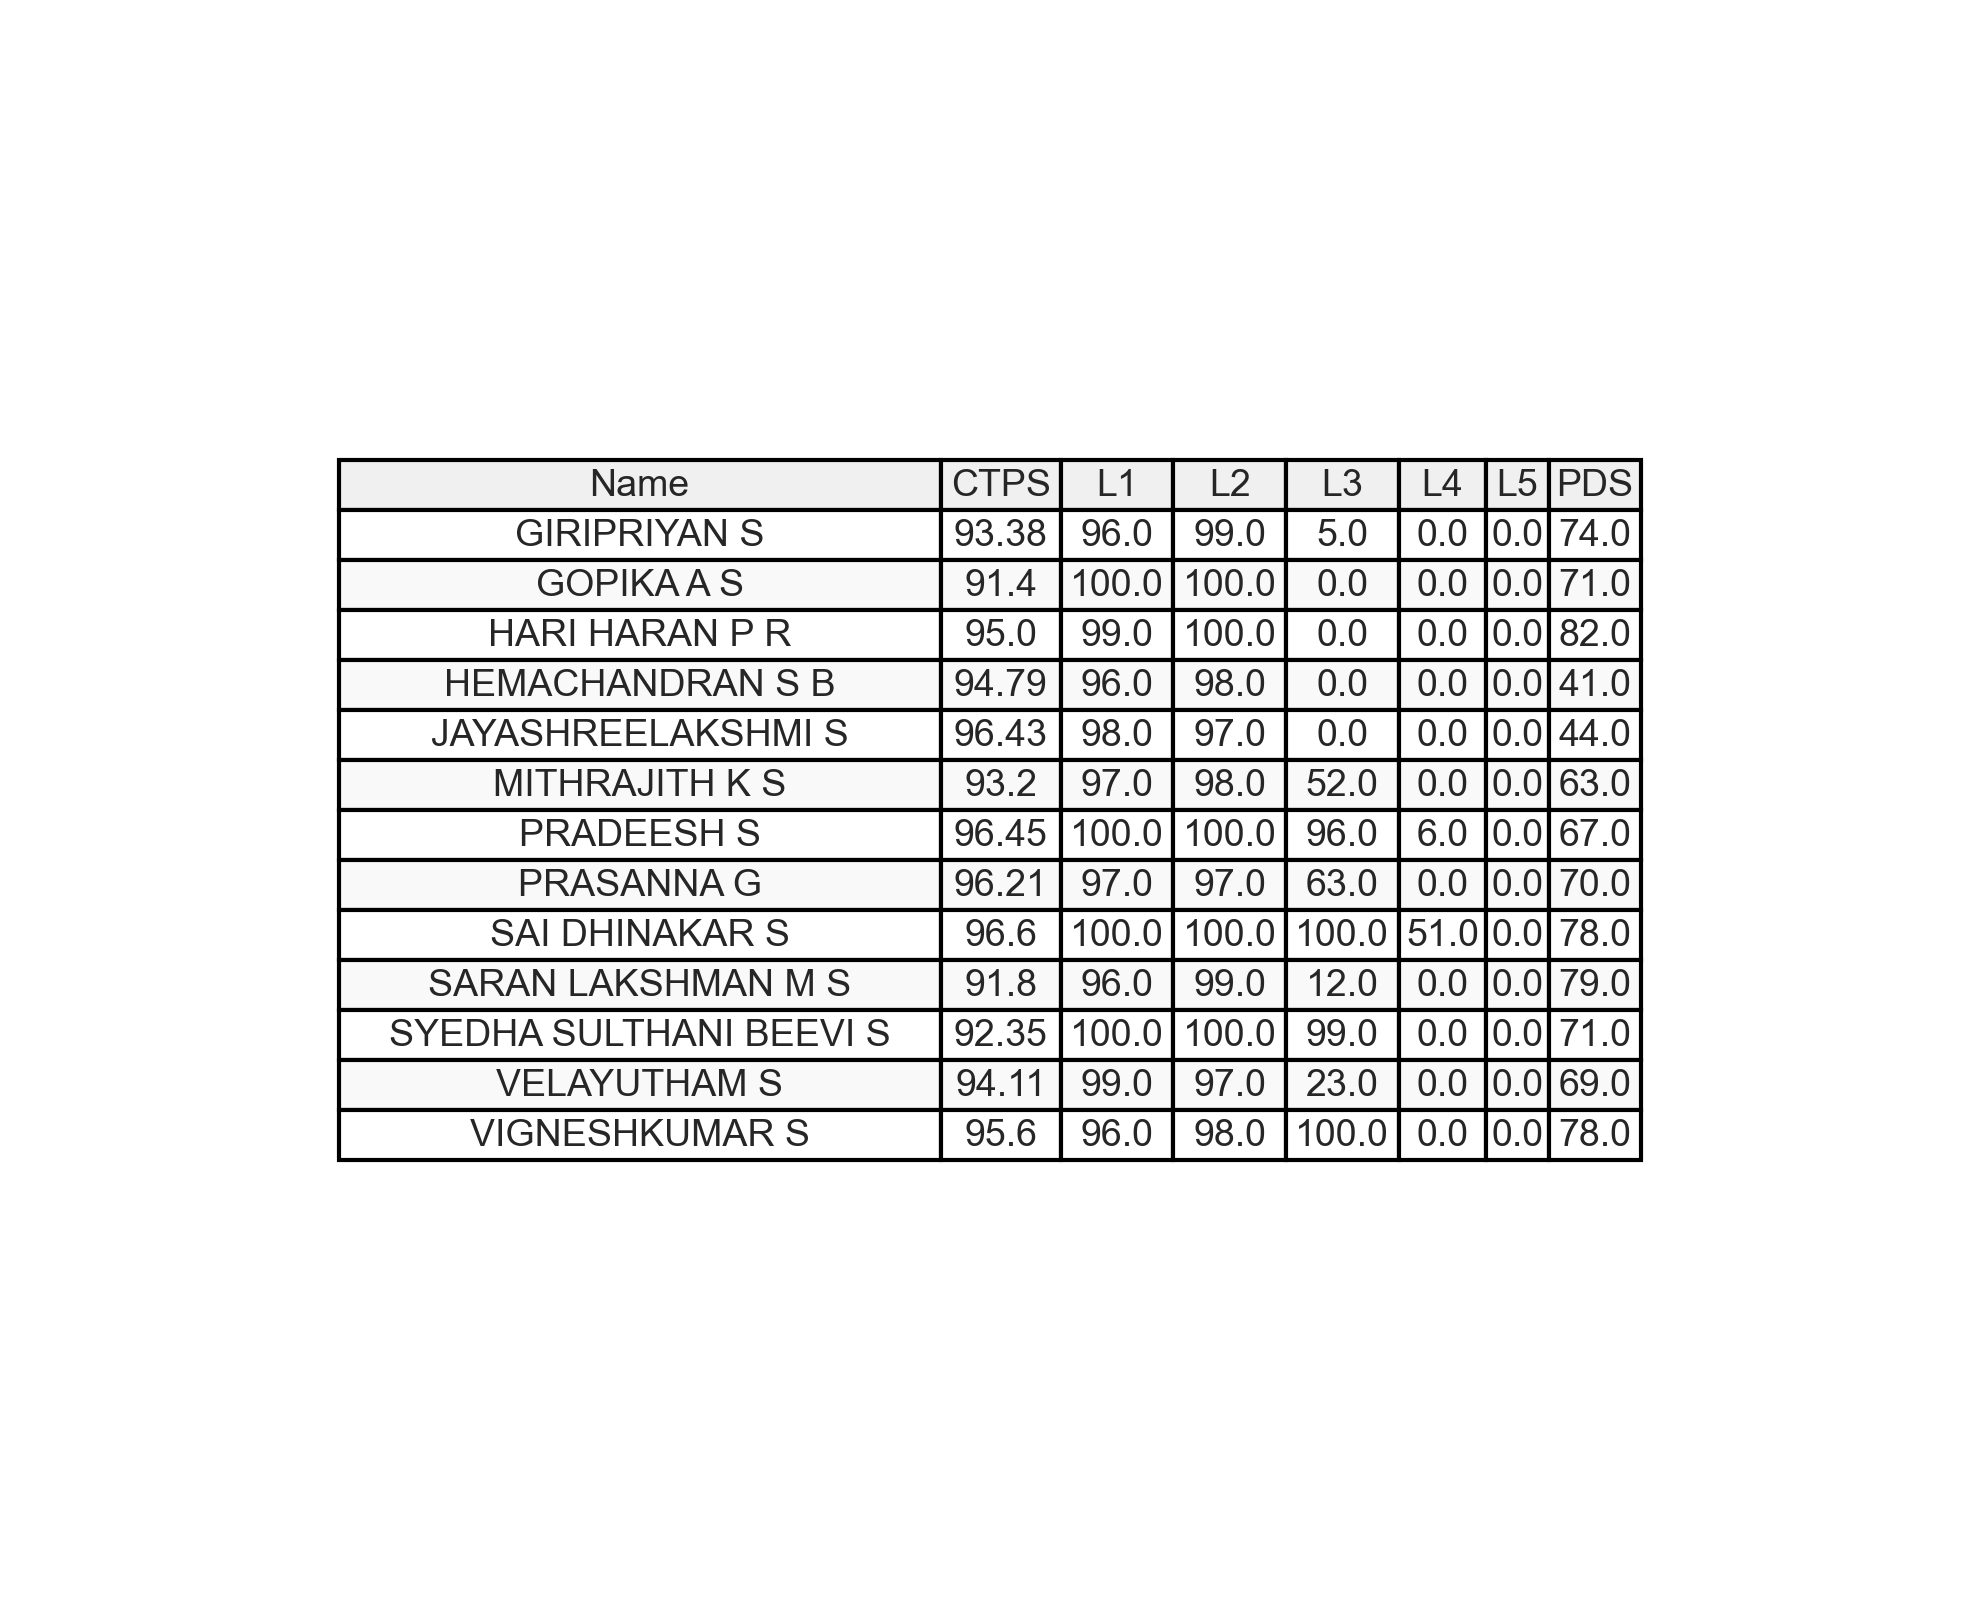 Name CTPS L1 L2 L3 L4 L5 PDS
GIRIPRIYAN S 93.38 96.0 99.0 5.0 0.0 0.0 74.0
GOPIKA A S 91.4 100.0 100.0 0.0 0.0 0.0 71.0
HARI HARAN P R 95.0 99.0 100.0 0.0 0.0 0.0 82.0
HEMACHANDRAN S B 94.79 96.0 98.0 0.0 0.0 0.0 41.0
JAYASHREELAKSHMI S 96.43 98.0 97.0 0.0 0.0 0.0 44.0
MITHRAJITH K S 93.2 97.0 98.0 52.0 0.0 0.0 63.0
PRADEESH S 96.45 100.0 100.0 96.0 6.0 0.0 67.0
PRASANNA G 96.21 97.0 97.0 63.0 0.0 0.0 70.0
SAI DHINAKAR S 96.6 100.0 100.0 100.0 51.0 0.0 78.0
SARAN LAKSHMAN M S 91.8 96.0 99.0 12.0 0.0 0.0 79.0
SYEDHA SULTHANI BEEVI S 92.35 100.0 100.0 99.0 0.0 0.0 71.0
VELAYUTHAM S 94.11 99.0 97.0 23.0 0.0 0.0 69.0
VIGNESHKUMAR S 95.6 96.0 98.0 100.0 0.0 0.0 78.0